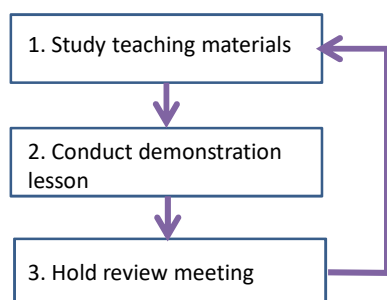 1. Study teaching materials
2. Conduct demonstration
lesson
3. Hold review meeting